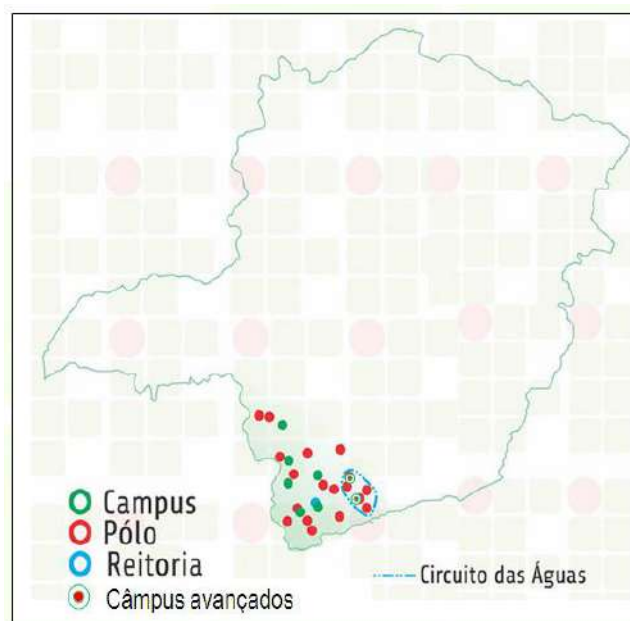 Campus
Pólo
Reitoria
Câmpus avançados
Circuito das Águas